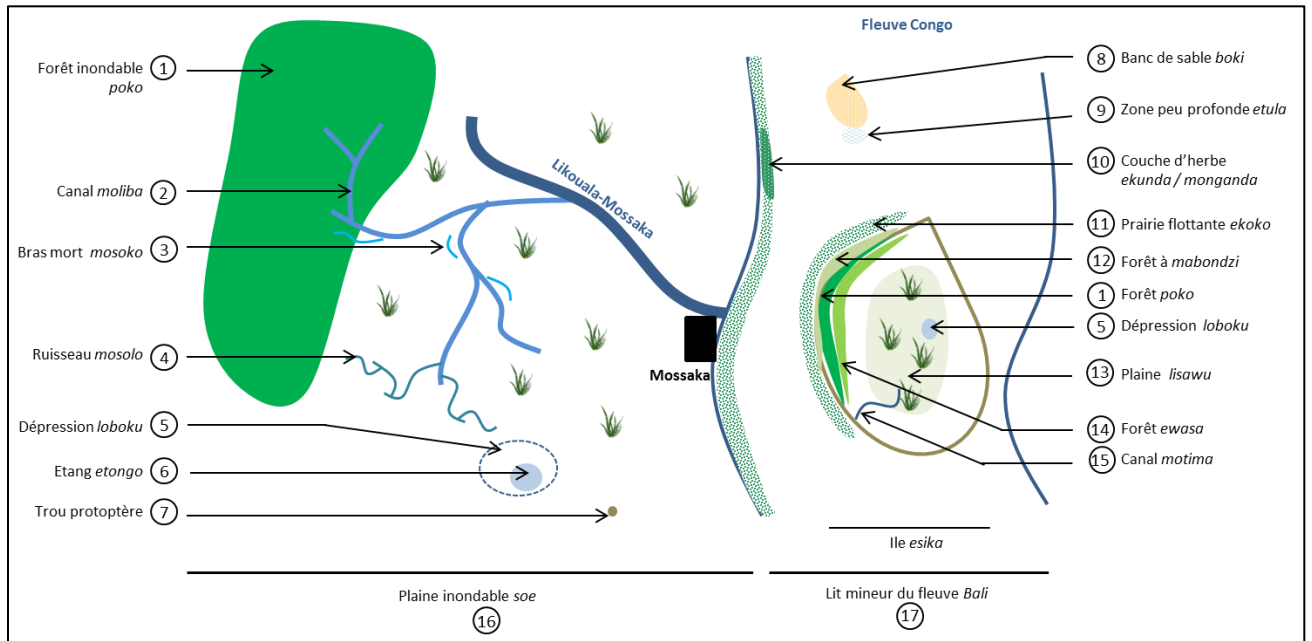 Fleuve Congo
Forêt inondable
poko
1
Canal moliba
2
Bras mort mosoko
3
Ruisseau mosolo
4
Dépression loboku
5
Etang etongo
6
Trou protoptère
7
Likouala-Mossaka
Mossaka
8
Banc de sable boki
9
Zone peu profonde etula
10
Couche d'herbe
ekunda / monganda
11
Prairie flottante ekoko
12
Forêt à mabondzi
1
Forêt poko
5
Dépression loboku
13
Plaine lisawu
14
Forêt ewasa
15
Canal motima
Ile esika
Plaine inondable soe
16
Lit mineur du fleuve Bali
17